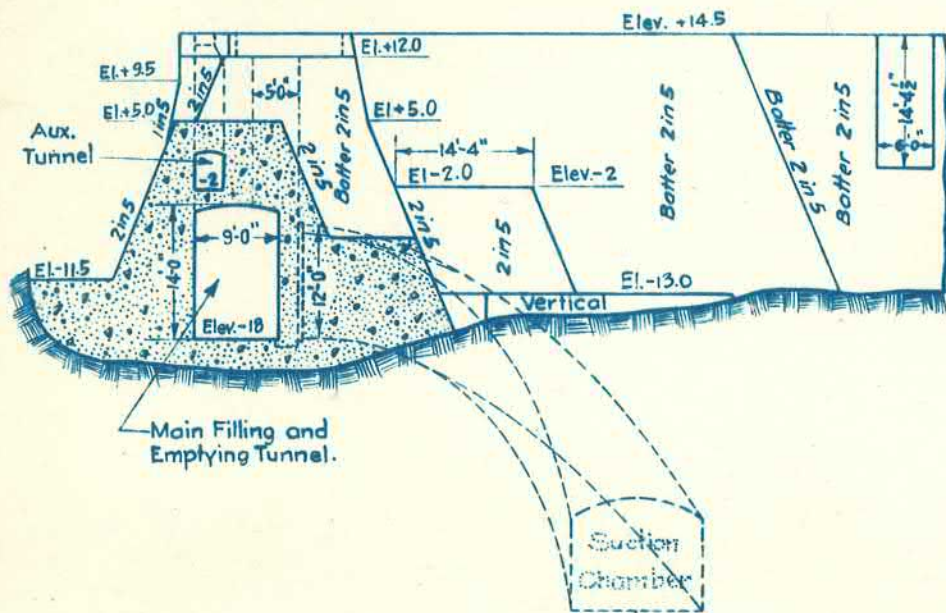 Elev. +14.5
El.+12.0
El.+9.5
2 in 5
5'-0"
El+5.0
1 in 5
El+5.0
14'-4½"
6'-0"
Aux.
Tunnel
2 in 5
Batter 2 in 5
14'-4"
Batter 2 in 5
Batter 2 in 5
Batter 2 in 5
-2
El-2.0
Elev.-2
2 in 5
9'-0"
2 in 5
2 in 5
El.-11.5
14'-0"
12'-0"
El.-13.0
Vertical
Elev.-18
Main Filling and
Emptying Tunnel.
Suction
Chamber